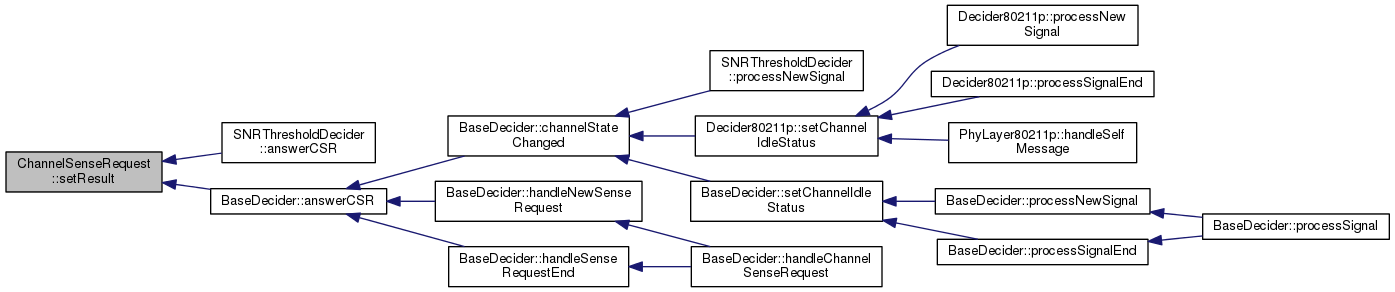 ChannelSenseRequest
::setResult
SNRThresholdDecider
::answerCSR
BaseDecider::answerCSR
BaseDecider::channelState
Changed
BaseDecider::handleNewSense
Request
BaseDecider::handleSense
RequestEnd
SNRThresholdDecider
::processNewSignal
Decider80211p::setChannel
IdleStatus
BaseDecider::setChannelIdle
Status
BaseDecider::handleChannel
SenseRequest
Decider80211p::processNew
Signal
Decider80211p::processSignalEnd
PhyLayer80211p::handleSelf
Message
BaseDecider::processNewSignal
BaseDecider::processSignalEnd
BaseDecider::processSignal